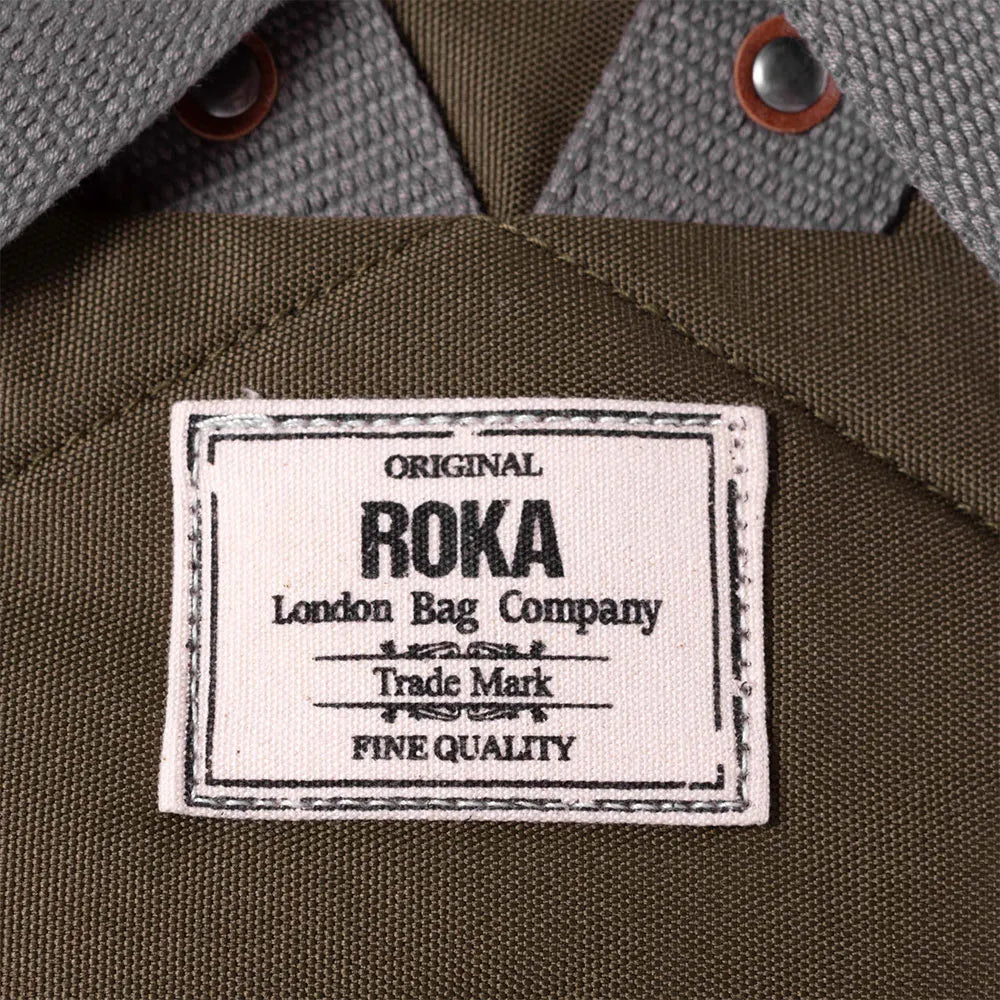 ORIGINAL
ROKA
London Bag Company
Trade Mark
FINE QUALITY